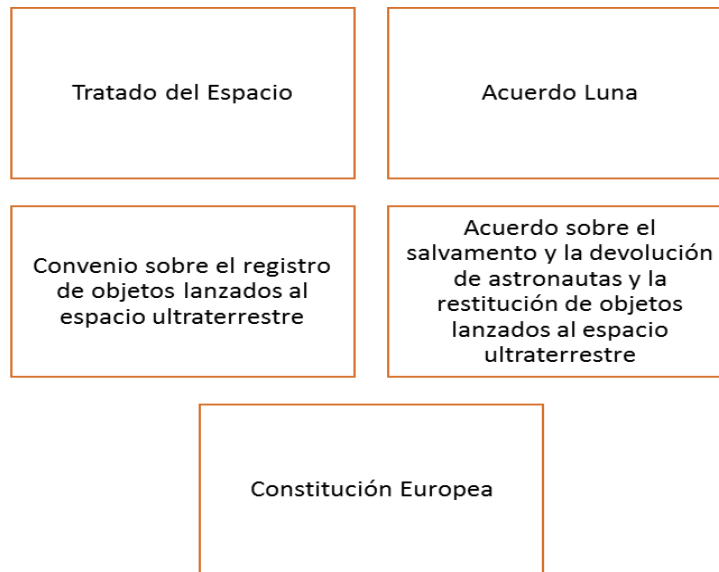 Tratado del Espacio
Acuerdo Luna
Convenio sobre el registro
de objetos lanzados al
espacio ultraterrestre
Acuerdo sobre el
salvamento y la devolución
de astronautas y la
restitución de objetos
lanzados al espacio
ultraterrestre
Constitución Europea